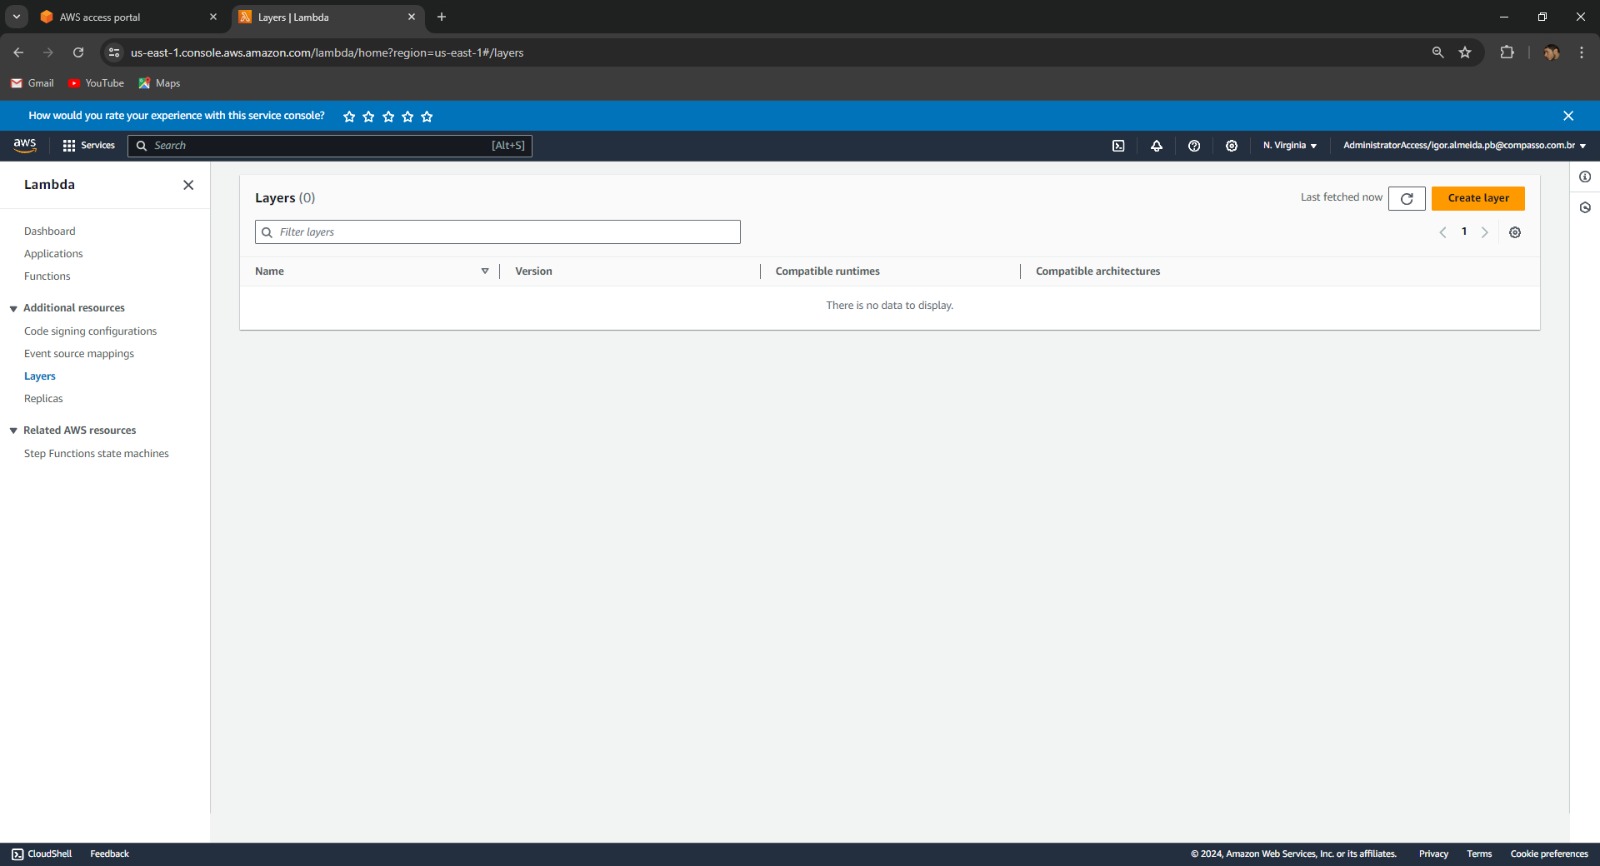 AWS access portal
Layers | Lambda
us-east-1.console.aws.amazon.com/lambda/home?region=us-east-1#/layers
Gmail YouTube Maps
How would you rate your experience with this service console?
aws Services Search [Alt+S] N. Virginia AdministratorAccess/igor.almeida.pb@compasso.com.br
Lambda
Dashboard
Applications
Functions
Additional resources
Code signing configurations
Event source mappings
Layers
Replicas
Related AWS resources
Step Functions state machines
Layers (0)
Last fetched now
Create layer
Filter layers
1
Name Version Compatible runtimes Compatible architectures
There is no data to display.
CloudShell Feedback © 2024, Amazon Web Services, Inc. or its affiliates. Privacy Terms Cookie preferences